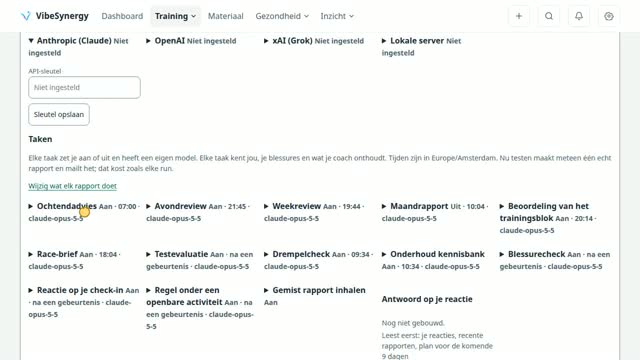 VibeSynergy Dashboard Training Materiaal Gezondheid Inzicht
Anthropic (Claude) Niet ingesteld
OpenAI Niet ingesteld
xAI (Grok) Niet ingesteld
Lokale server Niet ingesteld
API-sleutel
Niet ingesteld
Sleutel opslaan
Taken
Elke taak zet je aan of uit en heeft een eigen model. Elke taak kent jou, je blessures en wat je coach onthoudt. Tijden zijn in Europe/Amsterdam. Nu testen maakt meteen één echt
rapport en mailt het; dat kost zoals elke run.
Wijzig wat elk rapport doet
Ochtendadvies Aan · 07:00 ·
claude-opus-5-5
Avondreview Aan · 21:45 ·
claude-opus-5-5
Weekreview Aan · 19:44 ·
claude-opus-5-5
Maandrapport Uit · 10:04 ·
claude-opus-5-5
Beoordeling van het
trainingsblok Aan · 20:14 ·
claude-opus-5-5
Race-brief Aan · 18:04 ·
claude-opus-5-5
Testevaluatie Aan · na een
gebeurtenis · claude-opus-5-5
Drempelcheck Aan · 09:34 ·
claude-opus-5-5
Onderhoud kennisbank
Aan · 10:34 · claude-opus-5-5
Blessurecheck Aan · na een
gebeurtenis · claude-opus-5-5
Reactie op je check-in Aan
· na een gebeurtenis · claude-
opus-5-5
Regel onder een
openbare activiteit Aan · na
een gebeurtenis · claude-opus-
5-5
Gemist rapport inhalen
Aan
Antwoord op je reactie
Nog niet gebouwd.
Leest eerst: je reacties, recente
rapporten, plan voor de komende
9 dagen